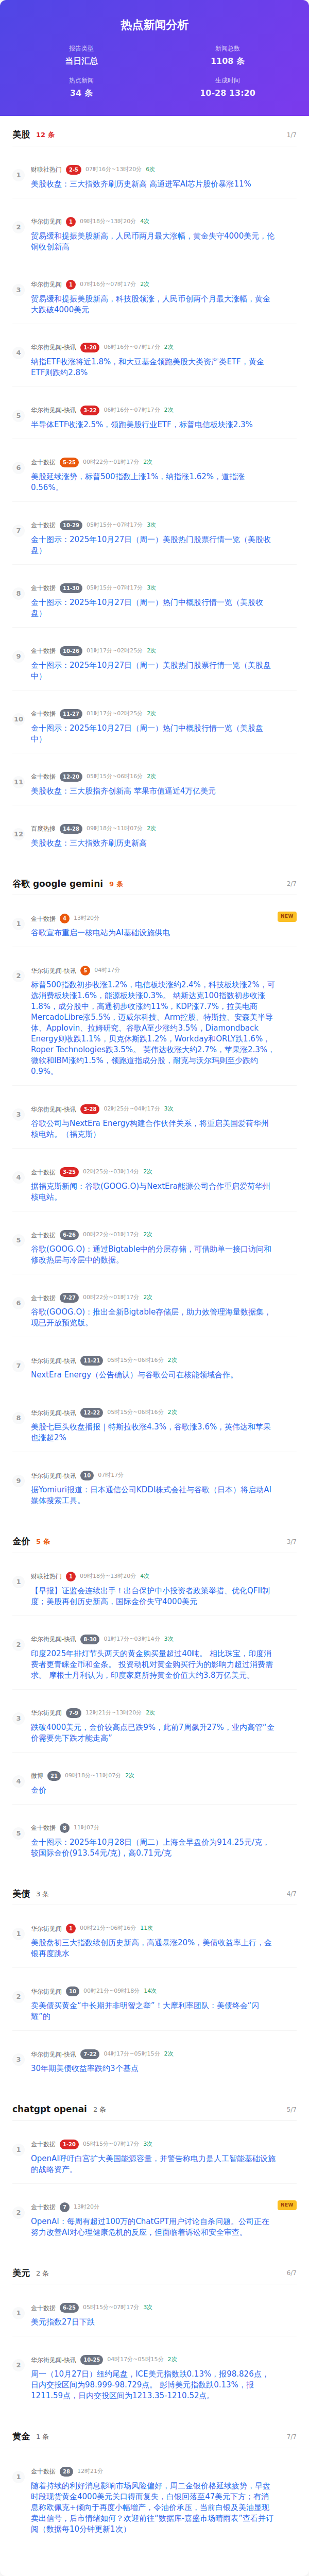 热点新闻分析
报告类型
新闻总数
当日汇总
1108 条
热点新闻
生成时间
34 条
10-28 13:20
美股 12 条 1/7
1
财联社热门 2-5 07时16分~13时20分 6次
美股收盘：三大指数齐刷历史新高 高通进军AI芯片股价暴涨11%
2
华尔街见闻 1 09时18分~13时20分 4次
贸易缓和提振美股新高，人民币两月最大涨幅，黄金失守4000美元，伦
铜收创新高
3
华尔街见闻 1 07时16分~07时17分 2次
贸易缓和提振美股新高，科技股领涨，人民币创两个月最大涨幅，黄金
大跌破4000美元
4
华尔街见闻-快讯 1-20 06时16分~07时17分 2次
纳指ETF收涨将近1.8%，和大豆基金领跑美股大类资产类ETF，黄金
ETF则跌约2.8%
5
华尔街见闻-快讯 3-22 06时16分~07时17分 2次
半导体ETF收涨2.5%，领跑美股行业ETF，标普电信板块涨2.3%
6
金十数据 5-25 00时22分~01时17分 2次
美股延续涨势，标普500指数上涨1%，纳指涨1.62%，道指涨
0.56%。
7
金十数据 10-29 05时15分~07时17分 3次
金十图示：2025年10月27日（周一）美股热门股票行情一览（美股收
盘）
8
金十数据 11-30 05时15分~07时17分 3次
金十图示：2025年10月27日（周一）热门中概股行情一览（美股收
盘）
9
金十数据 10-26 01时17分~02时25分 2次
金十图示：2025年10月27日（周一）美股热门股票行情一览（美股盘
中）
10
金十数据 11-27 01时17分~02时25分 2次
金十图示：2025年10月27日（周一）热门中概股行情一览（美股盘
中）
11
金十数据 12-20 05时15分~06时16分 2次
美股收盘：三大股指齐创新高 苹果市值逼近4万亿美元
12
百度热搜 14-28 09时18分~11时07分 2次
美股收盘：三大指数齐刷历史新高
谷歌 google gemini 9 条 2/7
1
金十数据 4 13时20分 NEW
谷歌宣布重启一核电站为AI基础设施供电
2
华尔街见闻-快讯 5 04时17分
标普500指数初步收涨1.2%，电信板块涨约2.4%，科技板块涨2%，可
选消费板块涨1.6%，能源板块涨0.3%。 纳斯达克100指数初步收涨
1.8%，成分股中，高通初步收涨约11%，KDP涨7.7%，拉美电商
MercadoLibre涨5.5%，迈威尔科技、Arm控股、特斯拉、安森美半导
体、Applovin、拉姆研究、谷歌A至少涨约3.5%，Diamondback
Energy则收跌1.1%，贝克休斯跌1.2%，Workday和ORLY跌1.6%，
Roper Technologies跌3.5%。 英伟达收涨大约2.7%，苹果涨2.3%，
微软和IBM涨约1.5%，领跑道指成分股，耐克与沃尔玛则至少跌约
0.9%。
3
华尔街见闻-快讯 3-28 02时25分~04时17分 3次
谷歌公司与NextEra Energy构建合作伙伴关系，将重启美国爱荷华州
核电站。（福克斯）
4
金十数据 3-25 02时25分~03时14分 2次
据福克斯新闻：谷歌(GOOG.O)与NextEra能源公司合作重启爱荷华州
核电站。
5
金十数据 6-26 00时22分~01时17分 2次
谷歌(GOOG.O)：通过Bigtable中的分层存储，可借助单一接口访问和
修改热层与冷层中的数据。
6
金十数据 7-27 00时22分~01时17分 2次
谷歌(GOOG.O)：推出全新Bigtable存储层，助力效管理海量数据集，
现已开放预览版。
7
华尔街见闻-快讯 11-21 05时15分~06时16分 2次
NextEra Energy（公告确认）与谷歌公司在核能领域合作。
8
华尔街见闻-快讯 12-22 05时15分~06时16分 2次
美股七巨头收盘播报｜特斯拉收涨4.3%，谷歌涨3.6%，英伟达和苹果
也涨超2%
9
华尔街见闻-快讯 10 07时17分
据Yomiuri报道：日本通信公司KDDI株式会社与谷歌（日本）将启动AI
媒体搜索工具。
金价 5 条 3/7
1
财联社热门 1 09时18分~13时20分 4次
【早报】证监会连续出手！出台保护中小投资者政策举措、优化QFII制
度；美股再创历史新高，国际金价失守4000美元
2
华尔街见闻-快讯 8-30 01时17分~03时14分 3次
印度2025年排灯节头两天的黄金购买量超过40吨。 相比珠宝，印度消
费者更青睐金币和金条。 投资动机对黄金购买行为的影响力超过消费需
求。 摩根士丹利认为，印度家庭所持黄金价值大约3.8万亿美元。
3
华尔街见闻 7-9 12时21分~13时20分 2次
跌破4000美元，金价较高点已跌9%，此前7周飙升27%，业内高管“金
价需要先下跌才能走高”
4
微博 21 09时18分~11时07分 2次
金价
5
金十数据 8 11时07分
金十图示：2025年10月28日（周二）上海金早盘价为914.25元/克，
较国际金价(913.54元/克)，高0.71元/克
美债 3 条 4/7
1
华尔街见闻 1 00时21分~06时16分 11次
美股盘初三大指数续创历史新高，高通暴涨20%，美债收益率上行，金
银再度跳水
2
华尔街见闻 10 00时21分~09时18分 14次
卖美债买黄金“中长期并非明智之举”！大摩利率团队：美债终会“闪
耀”的
3
华尔街见闻-快讯 7-22 04时17分~05时15分 2次
30年期美债收益率跌约3个基点
chatgpt openai 2 条 5/7
1
金十数据 1-20 05时15分~07时17分 3次
OpenAI呼吁白宫扩大美国能源容量，并警告称电力是人工智能基础设施
的战略资产。
2
金十数据 7 13时20分 NEW
OpenAI：每周有超过100万的ChatGPT用户讨论自杀问题。公司正在
努力改善AI对心理健康危机的反应，但面临着诉讼和安全审查。
美元 2 条 6/7
1
金十数据 6-25 05时15分~07时17分 3次
美元指数27日下跌
2
华尔街见闻-快讯 10-25 04时17分~05时15分 2次
周一（10月27日）纽约尾盘，ICE美元指数跌0.13%，报98.826点，
日内交投区间为98.999-98.729点。 彭博美元指数跌0.13%，报
1211.59点，日内交投区间为1213.35-1210.52点。
黄金 1 条 7/7
1
金十数据 28 12时21分
随着持续的利好消息影响市场风险偏好，周二金银价格延续疲势，早盘
时段现货黄金4000美元关口得而复失，白银回落至47美元下方；有消
息称欧佩克+倾向于再度小幅增产，令油价承压，当前白银及美油显现
卖出信号，后市情绪如何？欢迎前往“数据库-嘉盛市场晴雨表”查看并订
阅（数据每10分钟更新1次）